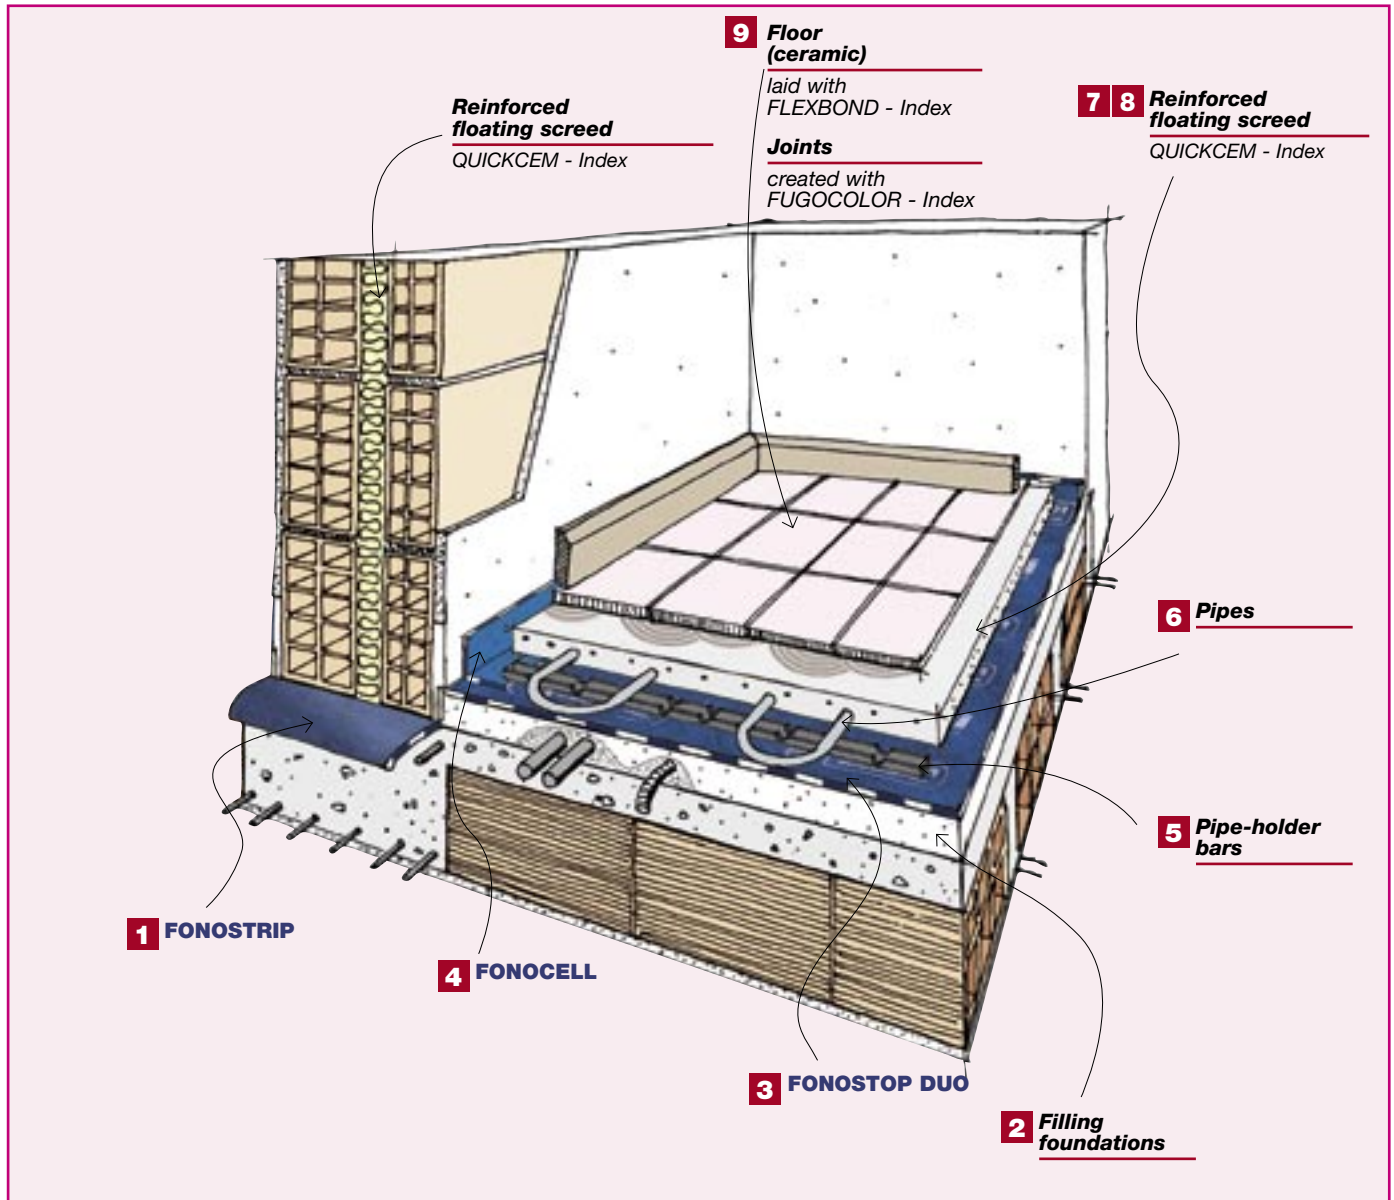 9 Floor
(ceramic)
laid with
FLEXBOND - Index
Joints
created with
FUGOCOLOR - Index
Reinforced
floating screed
QUICKCEM - Index
7 8 Reinforced
floating screed
QUICKCEM - Index
6 Pipes
5 Pipe-holder
bars
1 FONOSTRIP
4 FONOCELL
3 FONOSTOP DUO
2 Filling
foundations